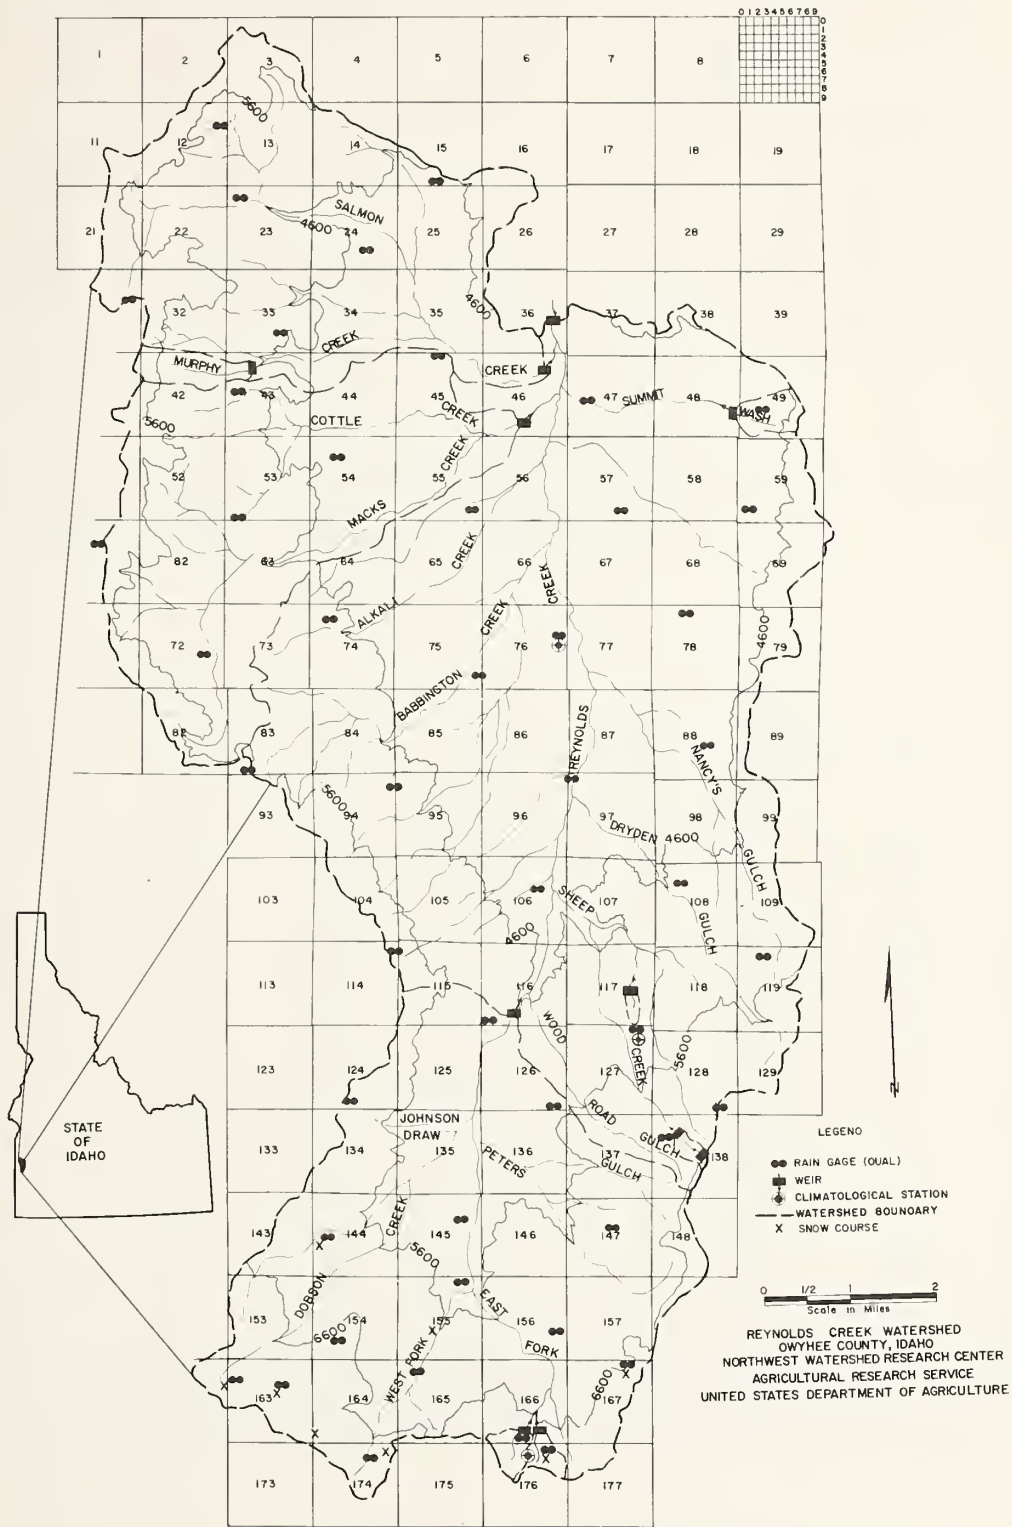 0 1 2 3 4 5 6 7 8 9
0
1
2
3
4
5
6
7
8
9
1 2 3 4 5 6 7 8
5600
11 12 13 14 15 16 17 18 19
SALMON
4600
21 22 23 24 25 26 27 28 29
4600
32 33 34 35 36 37 38 39
CREEK
MURPHY CREEK
42 43 44 45 46 47 48 49
SUMMIT WASH
5600 COTTLE CREEK
CREEK
52 53 54 55 56 57 58 59
MACKS
CREEK CREEK
82 63 64 65 66 67 68 69
ALKALI CREEK
4600
72 73 74 75 76 77 78 79
BABBINGTON
REYNOLDS
82 83 84 85 86 87 88 89
NANCY'S
5600
93 94 95 96 97 98 99
DRYDEN 4600
GULCH
103 104 105 106 107 108 109
SHEEP
GULCH
4600
113 114 115 116 117 118 119
WOOD
CREEK
5600
123 124 125 126 127 128 129
STATE
OF
IDAHO
JOHNSON
DRAW
ROAD
GULCH
133 134 135 136 137 138
PETERS
GULCH
CREEK
143 144 145 146 147 148
5600
DOBSON
EAST
153 154 155 156 157
6600
FORK
WEST FORK
6600
163 164 165 166 167
173 174 175 176 177
N
LEGEND
RAIN GAGE (DUAL)
WEIR
CLIMATOLOGICAL STATION
WATERSHED BOUNDARY
X SNOW COURSE
0 1/2 1 2
Scale in Miles
REYNOLDS CREEK WATERSHED
OWYHEE COUNTY, IDAHO
NORTHWEST WATERSHED RESEARCH CENTER
AGRICULTURAL RESEARCH SERVICE
UNITED STATES DEPARTMENT OF AGRICULTURE